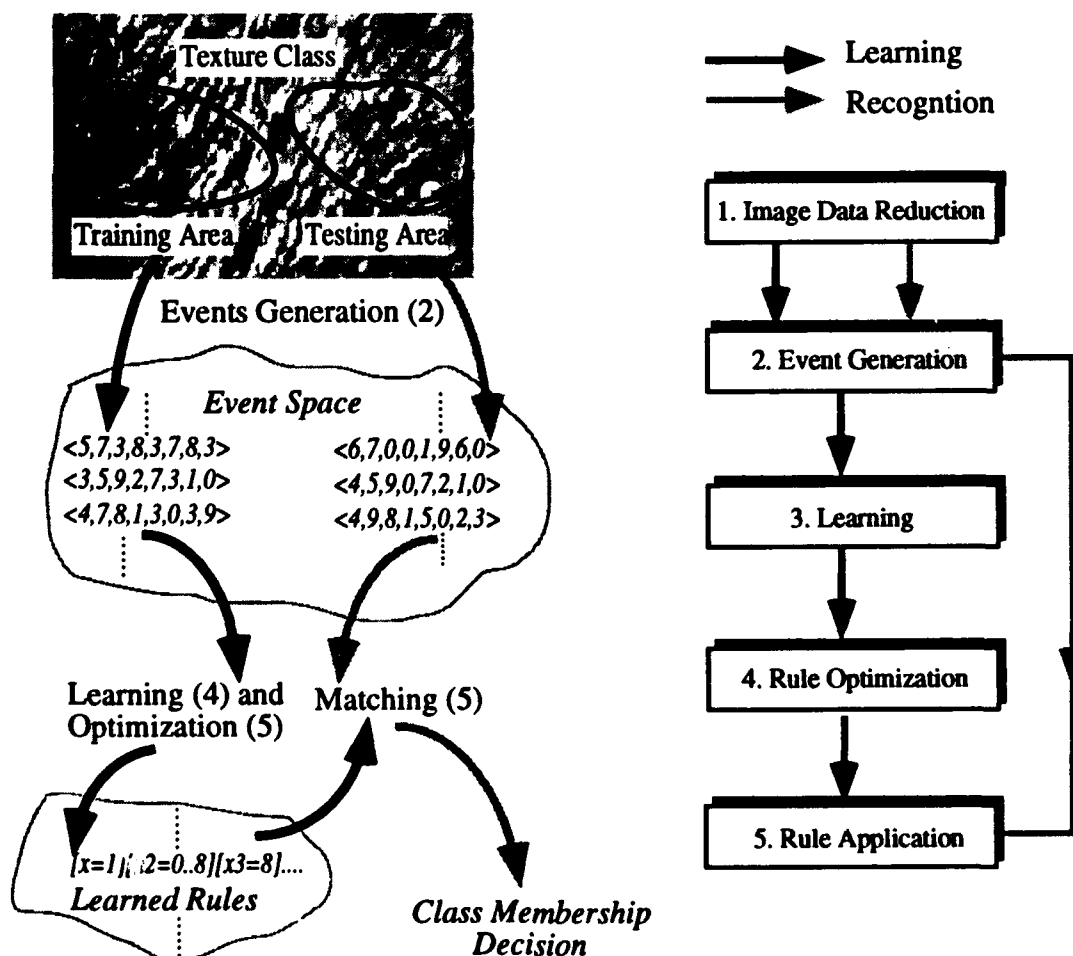 Texture Class
Training Area
Testing Area
Events Generation (2)
Event Space
<5,7,3,8,3,7,8,3>
<3,5,9,2,7,3,1,0>
<4,7,8,1,3,0,3,9>
<6,7,0,0,1,9,6,0>
<4,5,9,0,7,2,1,0>
<4,9,8,1,5,0,2,3>
Learning (4) and
Optimization (5)
Matching (5)
[x=1][ 2=0..8][x3=8]....
Learned Rules
Class Membership
Decision
Learning
Recogntion
1. Image Data Reduction
2. Event Generation
3. Learning
4. Rule Optimization
5. Rule Application